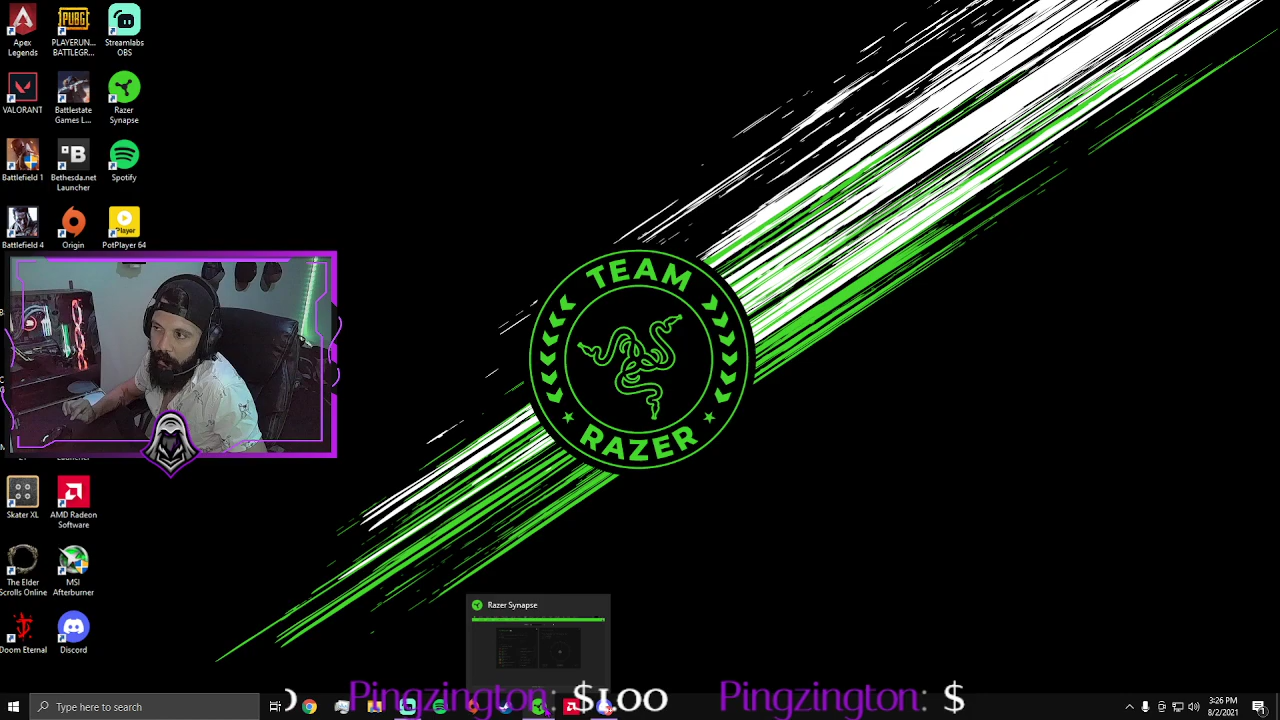 Apex
Legends
PUBG
PLAYERUN...
BATTLEGR...
Streamlabs
OBS
VALORANT
Battlestate
Games L...
Razer
Synapse
Battlefield 1
B
Bethesda.net
Launcher
Spotify
Battlefield 4
Origin
Player
PotPlayer 64
TEAM
RAZER
Skater XL
AMD Radeon
Software
The Elder
Scrolls Online
MSI
Afterburner
Doom Eternal
Discord
Razer Synapse
Pingzington: $1.00
Pingzington: $
Type here to search
3:26 PM
8/2/2021